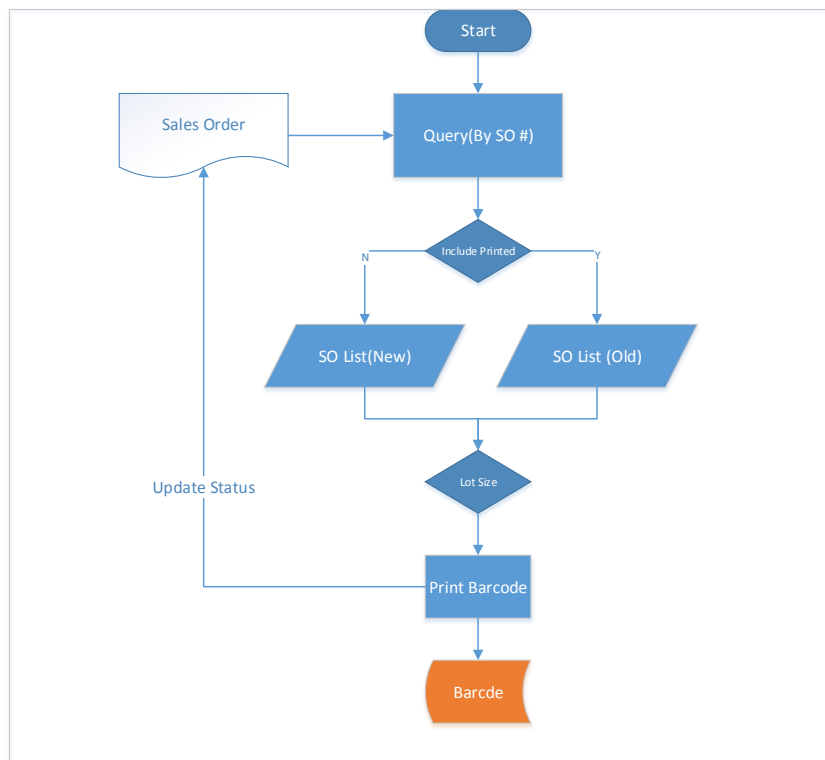 Start
Sales Order
Query(By SO #)
Include Printed
N
Y
SO List(New)
SO List (Old)
Lot Size
Update Status
Print Barcode
Barcde